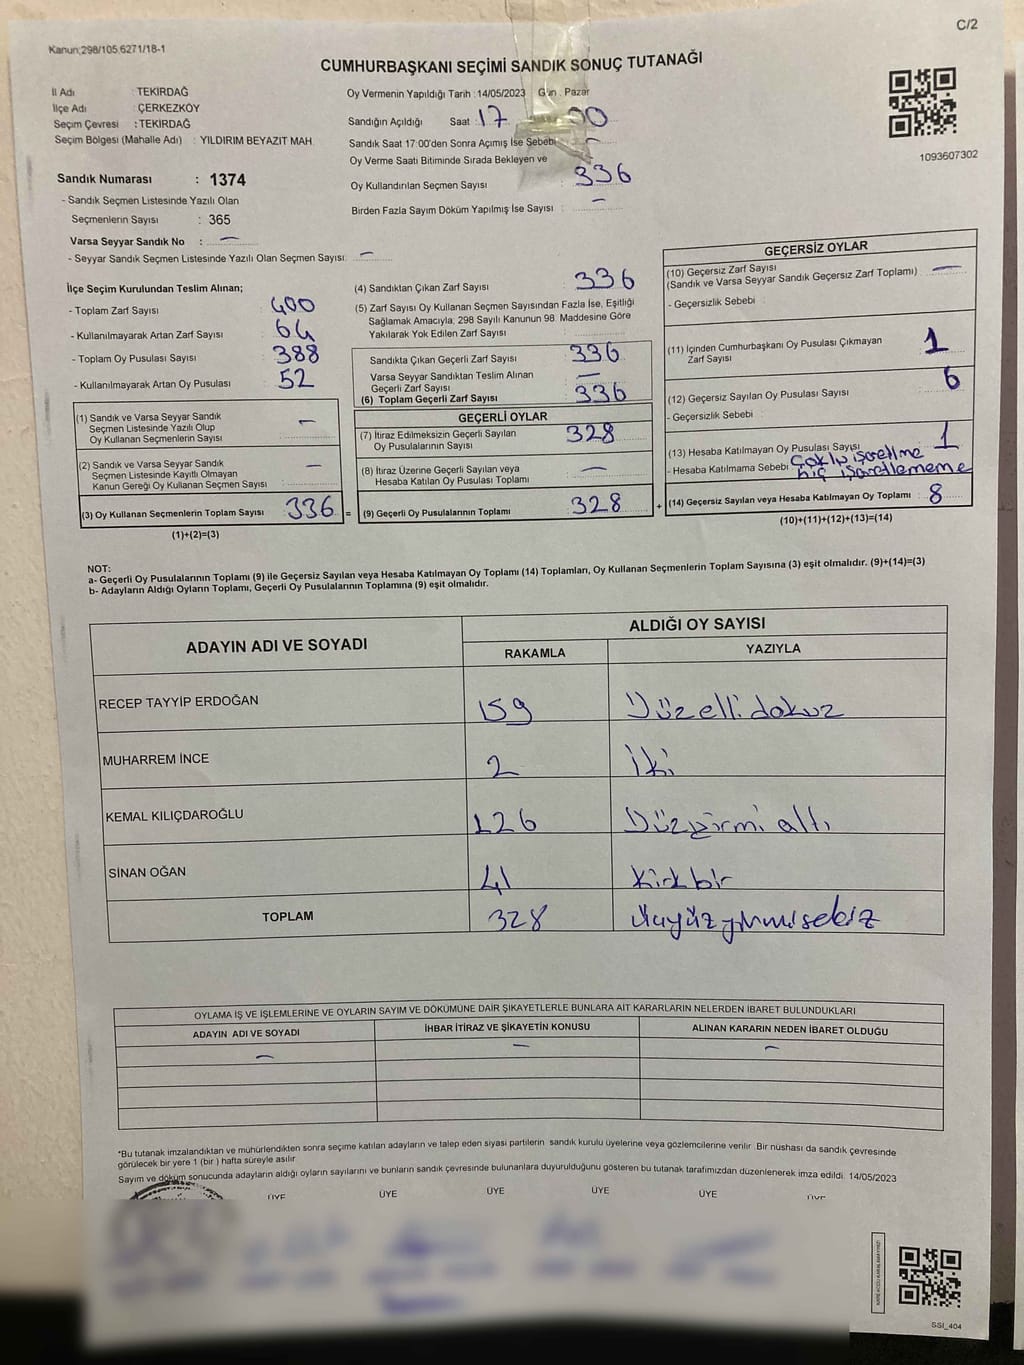 C/2
Kanun;298/105,6271/18-1
CUMHURBAŞKANI SEÇİMİ SANDIK SONUÇ TUTANAĞI
1093607302
İl Adı : TEKİRDAĞ
İlçe Adı : ÇERKEZKÖY
Seçim Çevresi : TEKİRDAĞ
Seçim Bölgesi (Mahalle Adı) : YILDIRIM BEYAZIT MAH
Sandık Numarası : 1374
- Sandık Seçmen Listesinde Yazılı Olan
Seçmenlerin Sayısı : 365
Varsa Seyyar Sandık No : —
- Seyyar Sandık Seçmen Listesinde Yazılı Olan Seçmen Sayısı: —
Oy Vermenin Yapıldığı Tarih : 14/05/2023 Gün : Pazar
Sandığın Açıldığı Saat : 17 00
Sandık Saat 17:00'den Sonra Açımış İse Sebebi —
Oy Verme Saati Bitiminde Sırada Bekleyen ve
Oy Kullandırılan Seçmen Sayısı : 336
Birden Fazla Sayım Döküm Yapılmış İse Sayısı : —
İlçe Seçim Kurulundan Teslim Alınan;
- Toplam Zarf Sayısı : 400
- Kullanılmayarak Artan Zarf Sayısı : 64
- Toplam Oy Pusulası Sayısı : 388
- Kullanılmayarak Artan Oy Pusulası : 52
(1) Sandık ve Varsa Seyyar Sandık
Seçmen Listesinde Yazılı Olup
Oy Kullanan Seçmenlerin Sayısı : —
(2) Sandık ve Varsa Seyyar Sandık
Seçmen Listesinde Kayıtlı Olmayan
Kanun Gereği Oy Kullanan Seçmen Sayısı : —
(3) Oy Kullanan Seçmenlerin Toplam Sayısı : 336 =
(1)+(2)=(3)
(4) Sandıktan Çıkan Zarf Sayısı : 336
(5) Zarf Sayısı Oy Kullanan Seçmen Sayısından Fazla İse, Eşitliği
Sağlamak Amacıyla, 298 Sayılı Kanunun 98. Maddesine Göre
Yakılarak Yok Edilen Zarf Sayısı :
Sandıkta Çıkan Geçerli Zarf Sayısı : 336
Varsa Seyyar Sandıktan Teslim Alınan
Geçerli Zarf Sayısı : —
(6) Toplam Geçerli Zarf Sayısı : 336
GEÇERLİ OYLAR
(7) İtiraz Edilmeksizin Geçerli Sayılan
Oy Pusulalarının Sayısı : 328
(8) İtiraz Üzerine Geçerli Sayılan veya
Hesaba Katılan Oy Pusulası Toplamı : —
(9) Geçerli Oy Pusulalarının Toplamı : 328 +
GEÇERSİZ OYLAR
(10) Geçersiz Zarf Sayısı
(Sandık ve Varsa Seyyar Sandık Geçersiz Zarf Toplamı) : —
- Geçersizlik Sebebi :
(11) İçinden Cumhurbaşkanı Oy Pusulası Çıkmayan
Zarf Sayısı : 1
(12) Geçersiz Sayılan Oy Pusulası Sayısı : 6
- Geçersizlik Sebebi :
(13) Hesaba Katılmayan Oy Pusulası Sayısı : 1
- Hesaba Katılmama Sebebi : Çoklu işaretleme
hiç işaretlememe
(14) Geçersiz Sayılan veya Hesaba Katılmayan Oy Toplamı : 8
(10)+(11)+(12)+(13)=(14)
NOT:
a- Geçerli Oy Pusulalarının Toplamı (9) ile Geçersiz Sayılan veya Hesaba Katılmayan Oy Toplamı (14) Toplamları, Oy Kullanan Seçmenlerin Toplam Sayısına (3) eşit olmalıdır. (9)+(14)=(3)
b- Adayların Aldığı Oyların Toplamı, Geçerli Oy Pusulalarının Toplamına (9) eşit olmalıdır.
ADAYIN ADI VE SOYADI ALDIĞI OY SAYISI
RAKAMLA YAZIYLA
RECEP TAYYİP ERDOĞAN 159 Yüzellidokuz
MUHARREM İNCE 2 İki
KEMAL KILIÇDAROĞLU 126 Yüzyirmi altı
SİNAN OĞAN 41 Kırkbir
TOPLAM 328 Üçyüzyirmisekiz
OYLAMA İŞ VE İŞLEMLERİNE VE OYLARIN SAYIM VE DÖKÜMÜNE DAİR ŞİKAYETLERLE BUNLARA AİT KARARLARIN NELERDEN İBARET BULUNDUKLARI
ADAYIN ADI VE SOYADI İHBAR İTİRAZ VE ŞİKAYETİN KONUSU ALINAN KARARIN NEDEN İBARET OLDUĞU
— — —
*Bu tutanak imzalandıktan ve mühürlendikten sonra seçime katılan adayların ve talep eden siyasi partilerin sandık kurulu üyelerine veya gözlemcilerine verilir. Bir nüshası da sandık çevresinde
görülecek bir yere 1 (bir ) hafta süreyle asılır
Sayım ve döküm sonucunda adayların aldığı oyların sayılarını ve bunların sandık çevresinde bulunanlara duyurulduğunu gösteren bu tutanak tarafımızdan düzenlenerek imza edildi. 14/05/2023
ÜYE ÜYE ÜYE ÜYE ÜYE ÜYE
SSI_404